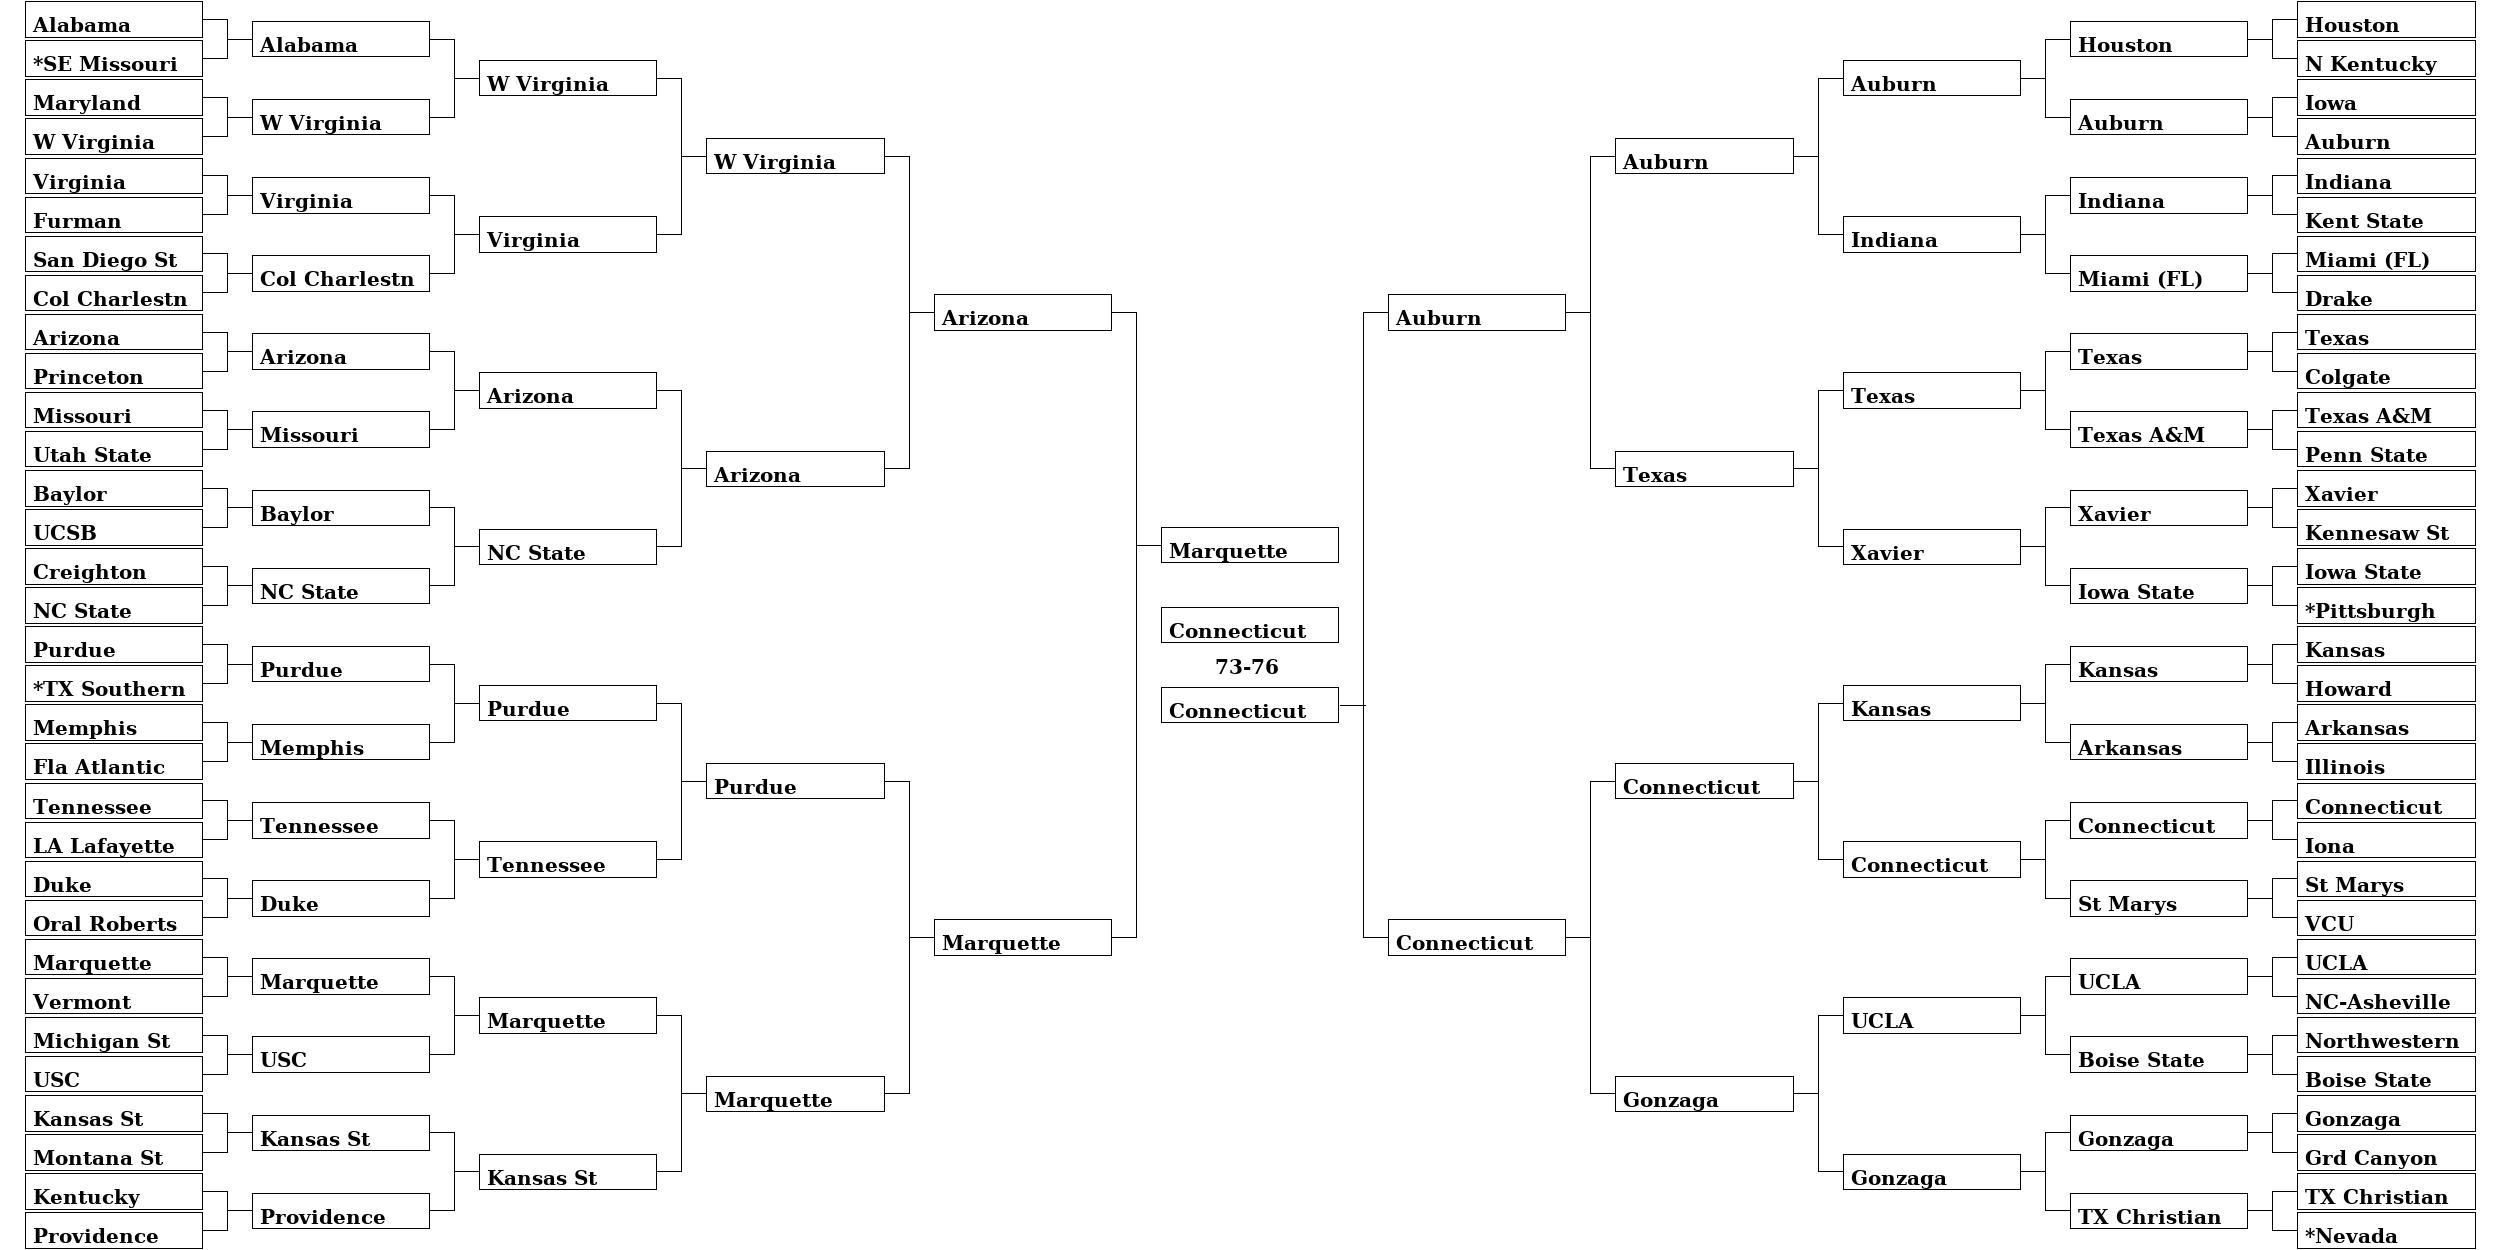 Alabama
*SE Missouri
Maryland
W Virginia
Virginia
Furman
San Diego St
Col Charlestn
Arizona
Princeton
Missouri
Utah State
Baylor
UCSB
Creighton
NC State
Purdue
*TX Southern
Memphis
Fla Atlantic
Tennessee
LA Lafayette
Duke
Oral Roberts
Marquette
Vermont
Michigan St
USC
Kansas St
Montana St
Kentucky
Providence
Alabama
W Virginia
Virginia
Col Charlestn
Arizona
Missouri
Baylor
NC State
Purdue
Memphis
Tennessee
Duke
Marquette
USC
Kansas St
Providence
W Virginia
Virginia
Arizona
NC State
Purdue
Tennessee
Marquette
Kansas St
W Virginia
Arizona
Purdue
Marquette
Arizona
Marquette
Marquette
Connecticut
73-76
Connecticut
Auburn
Connecticut
Auburn
Texas
Connecticut
Gonzaga
Auburn
Indiana
Texas
Xavier
Kansas
Connecticut
UCLA
Gonzaga
Houston
Auburn
Indiana
Miami (FL)
Texas
Texas A&M
Xavier
Iowa State
Kansas
Arkansas
Connecticut
St Marys
UCLA
Boise State
Gonzaga
TX Christian
Houston
N Kentucky
Iowa
Auburn
Indiana
Kent State
Miami (FL)
Drake
Texas
Colgate
Texas A&M
Penn State
Xavier
Kennesaw St
Iowa State
*Pittsburgh
Kansas
Howard
Arkansas
Illinois
Connecticut
Iona
St Marys
VCU
UCLA
NC-Asheville
Northwestern
Boise State
Gonzaga
Grd Canyon
TX Christian
*Nevada